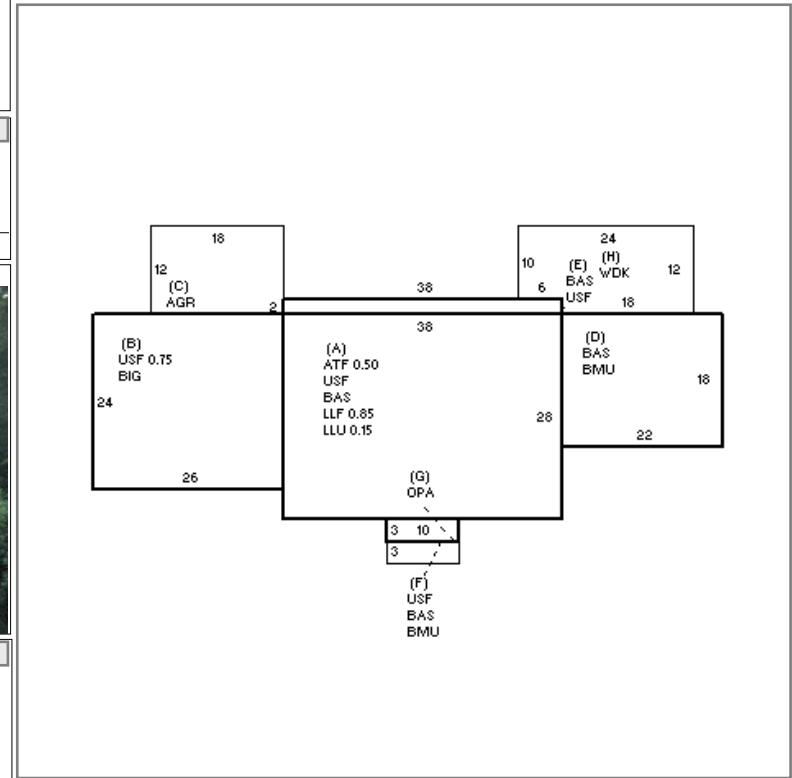 18
24
12
(C)
AGR
10
(E)
BAS
USF
(H)
WDK
12
38
6
2
18
38
(B)
USF 0.75
BIG
(A)
ATF 0.50
USF
BAS
LLF 0.85
LLU 0.15
(D)
BAS
BMU
18
24
28
22
26
(G)
OPA
3 10
3
(F)
USF
BAS
BMU